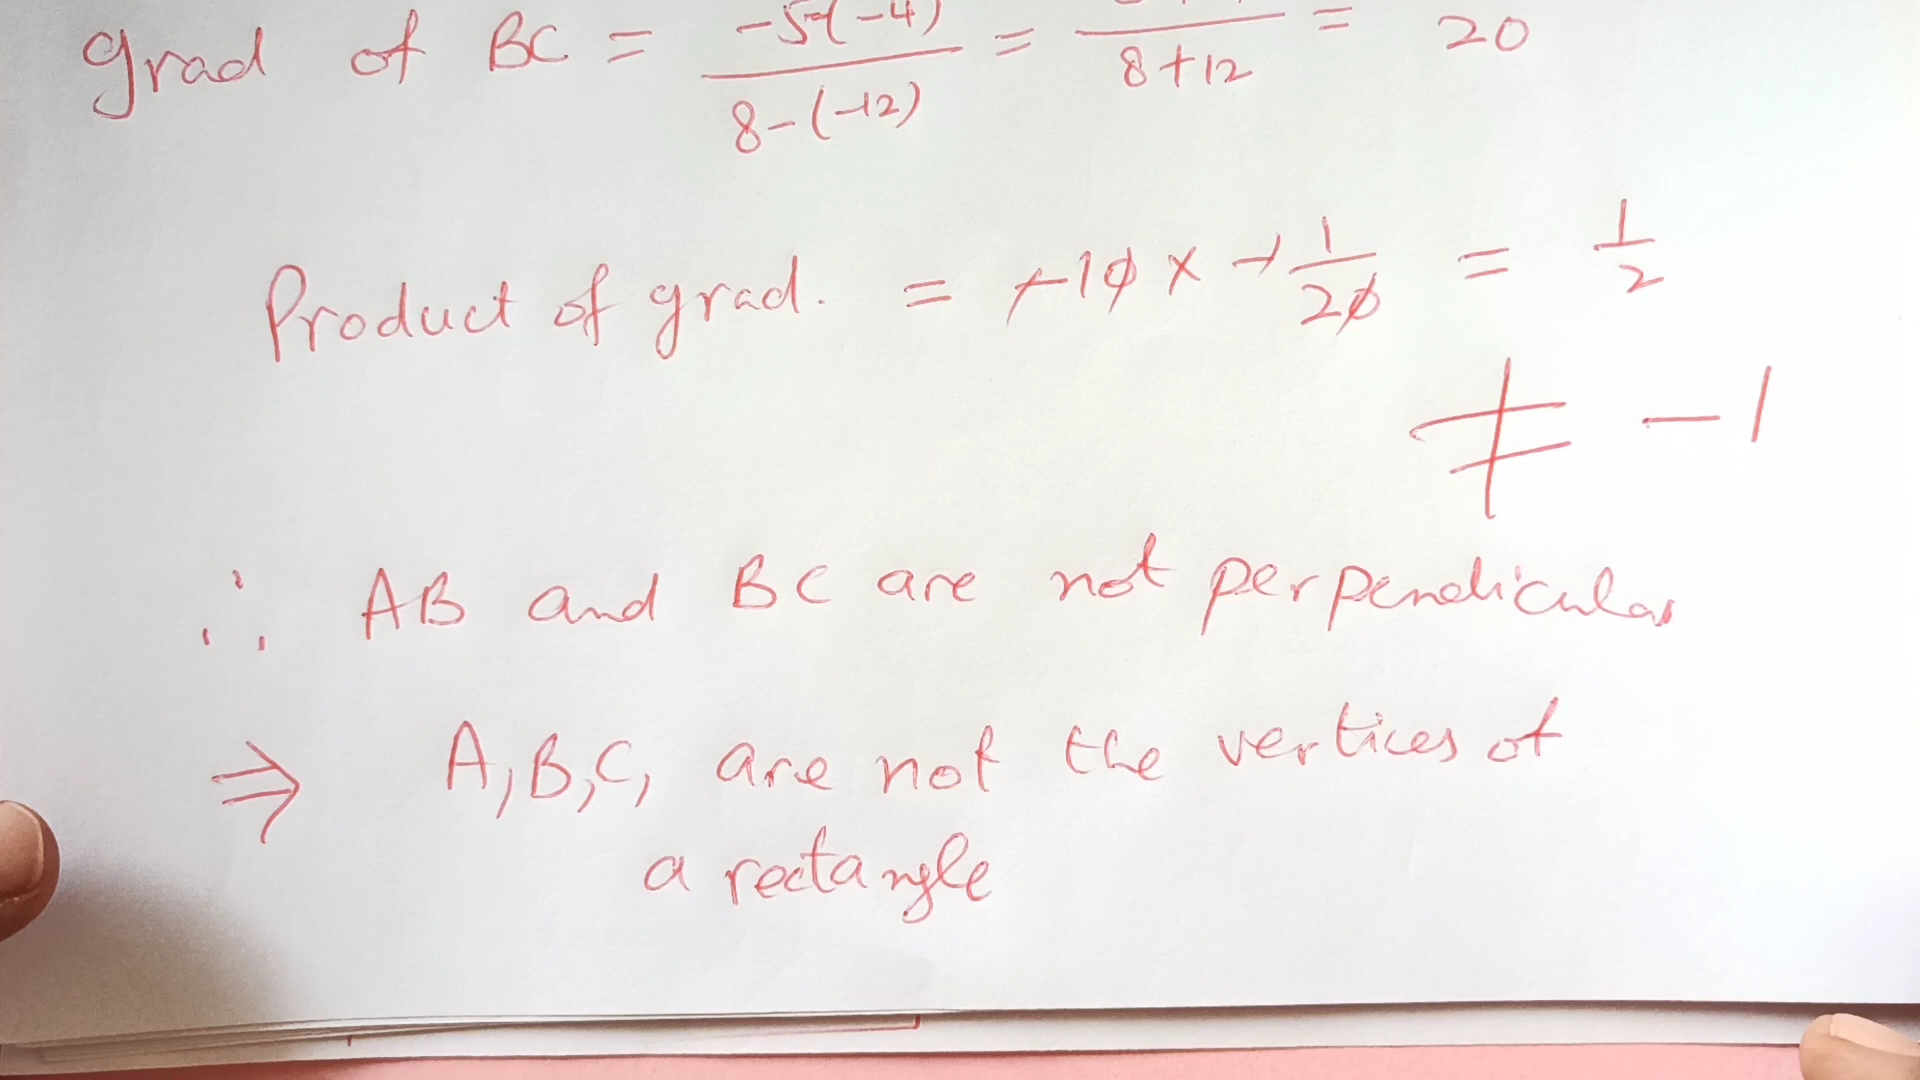 grad of BC = -5-(-4) / 8-(-12) = / 8+12 = 20
Product of grad. = -10 x - 1/20 = 1/2
≠ -1
∴ AB and BC are not perpendicular
⇒ A,B,C, are not the vertices of
a rectangle